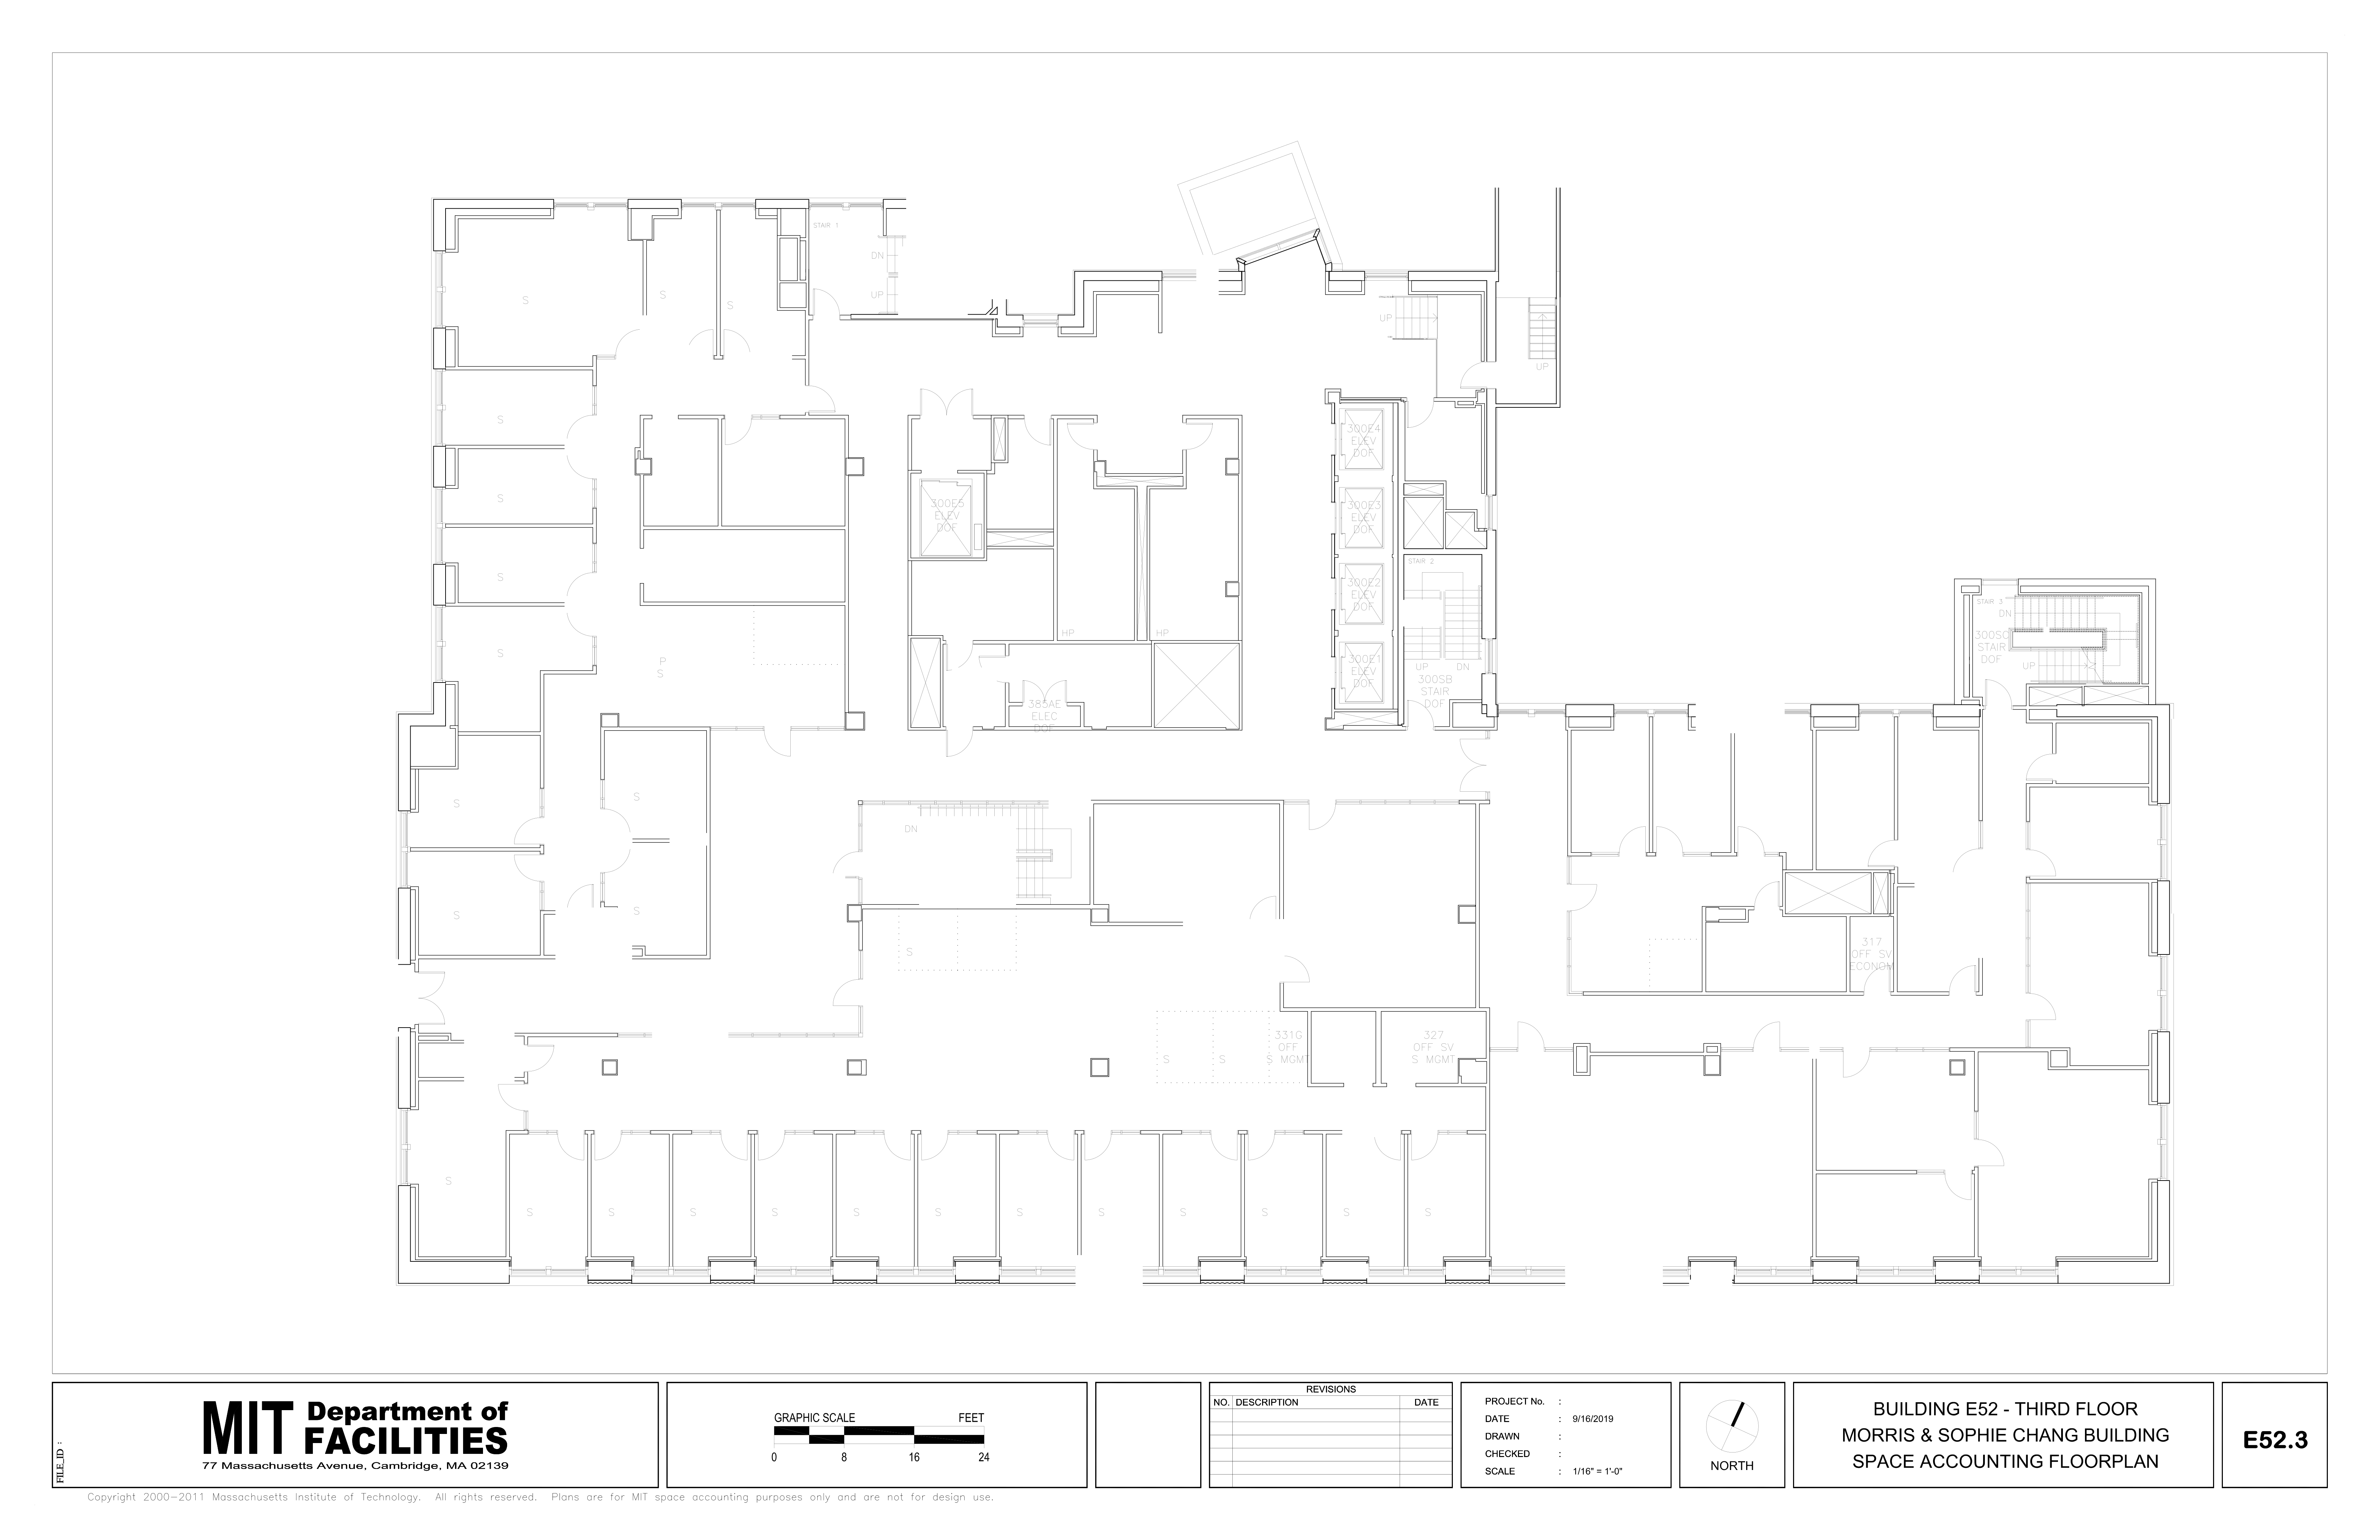 STAIR 1
DN
UP
S
S
S
UP
UP
S
300E4
ELEV
DOF
S
300E5
ELEV
DOF
300E3
ELEV
DOF
S
STAIR 2
300E2
ELEV
DOF
STAIR 3
DN
300SC
STAIR
DOF
UP
S
P
S
HP
HP
300E1
ELEV
DOF
UP
DN
300SB
STAIR
DOF
385AE
ELEC
DOF
S
S
DN
S
S
S
317
OFF SV
ECONOM
S
S
331G
OFF
S MGMT
327
OFF SV
S MGMT
S
S
S
S
S
S
S
S
S
S
S
S
S
MIT Department of
FACILITIES
77 Massachusetts Avenue, Cambridge, MA 02139
FILE_ID :
GRAPHIC SCALE FEET
0 8 16 24
REVISIONS
NO. DESCRIPTION DATE
PROJECT No. :
DATE : 9/16/2019
DRAWN :
CHECKED :
SCALE : 1/16" = 1'-0"
NORTH
BUILDING E52 - THIRD FLOOR
MORRIS & SOPHIE CHANG BUILDING
SPACE ACCOUNTING FLOORPLAN
E52.3
Copyright 2000-2011 Massachusetts Institute of Technology. All rights reserved. Plans are for MIT space accounting purposes only and are not for design use.